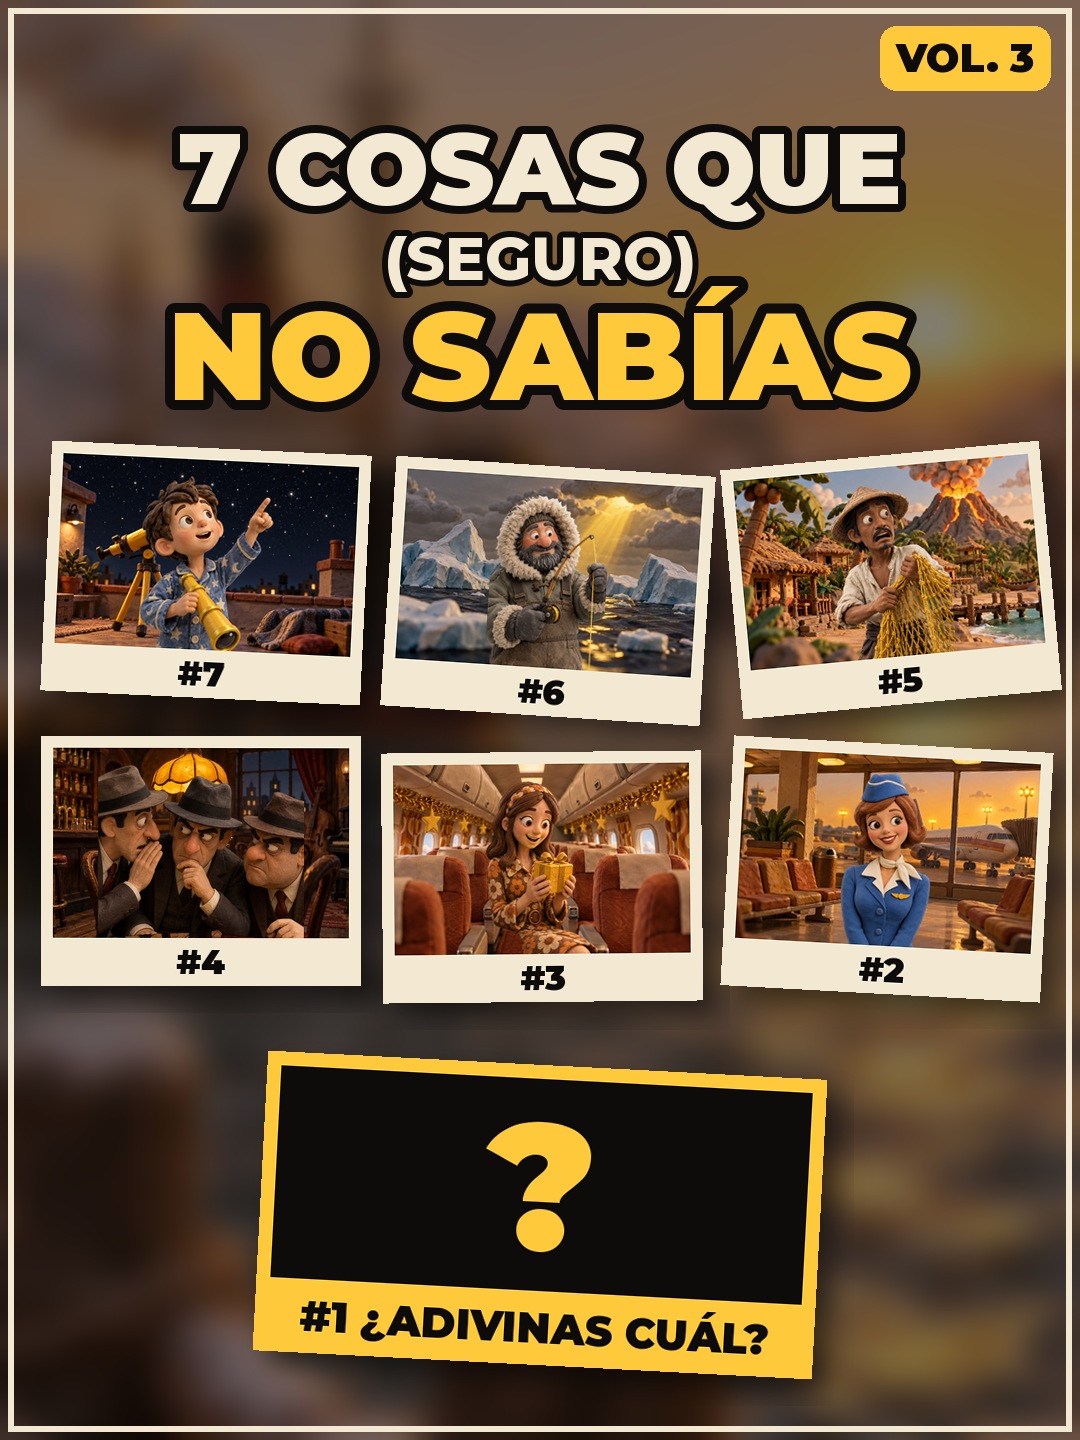 VOL. 3
7 COSAS QUE
(SEGURO)
NO SABÍAS
#7
#6
#5
#4
#3
#2
?
#1 ¿ADIVINAS CUÁL?